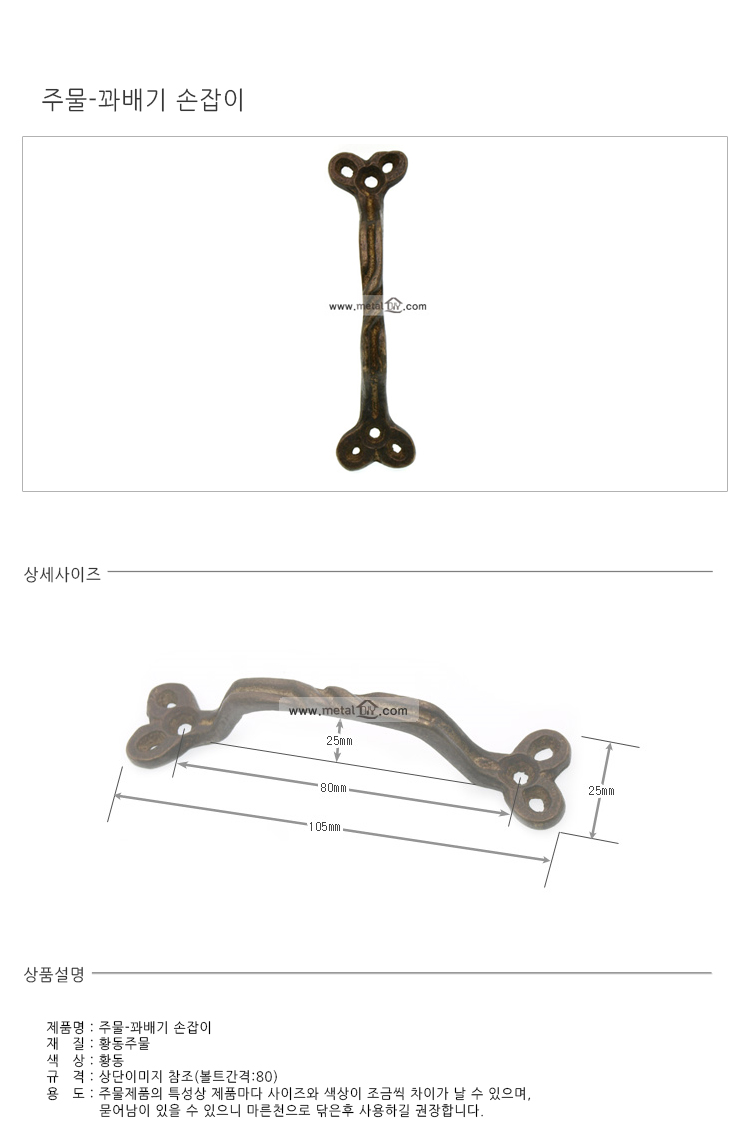 주물-꽈배기 손잡이
www.metal DIY.com
상세사이즈
www.metal DIY.com
25mm
80mm
25mm
105mm
상품설명
제품명 : 주물-꽈배기 손잡이
재 질 : 황동주물
색 상 : 황동
규 격 : 상단이미지 참조(볼트간격:80)
용 도 : 주물제품의 특성상 제품마다 사이즈와 색상이 조금씩 차이가 날 수 있으며,
묻어남이 있을 수 있으니 마른천으로 닦은후 사용하길 권장합니다.